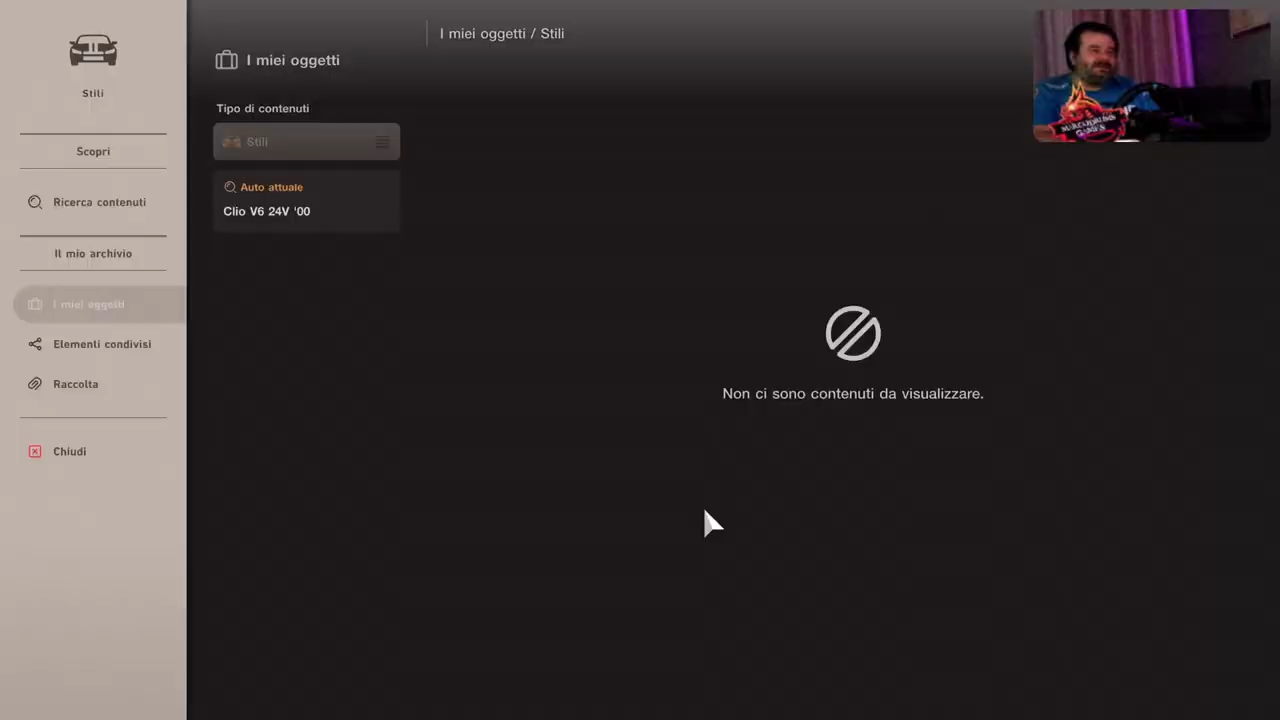 Stili
Scopri
Ricerca contenuti
Il mio archivio
I miei oggetti
Elementi condivisi
Raccolta
Chiudi
I miei oggetti / Stili
I miei oggetti
Tipo di contenuti
Stili
Auto attuale
Clio V6 24V '00
Non ci sono contenuti da visualizzare.
GAMES